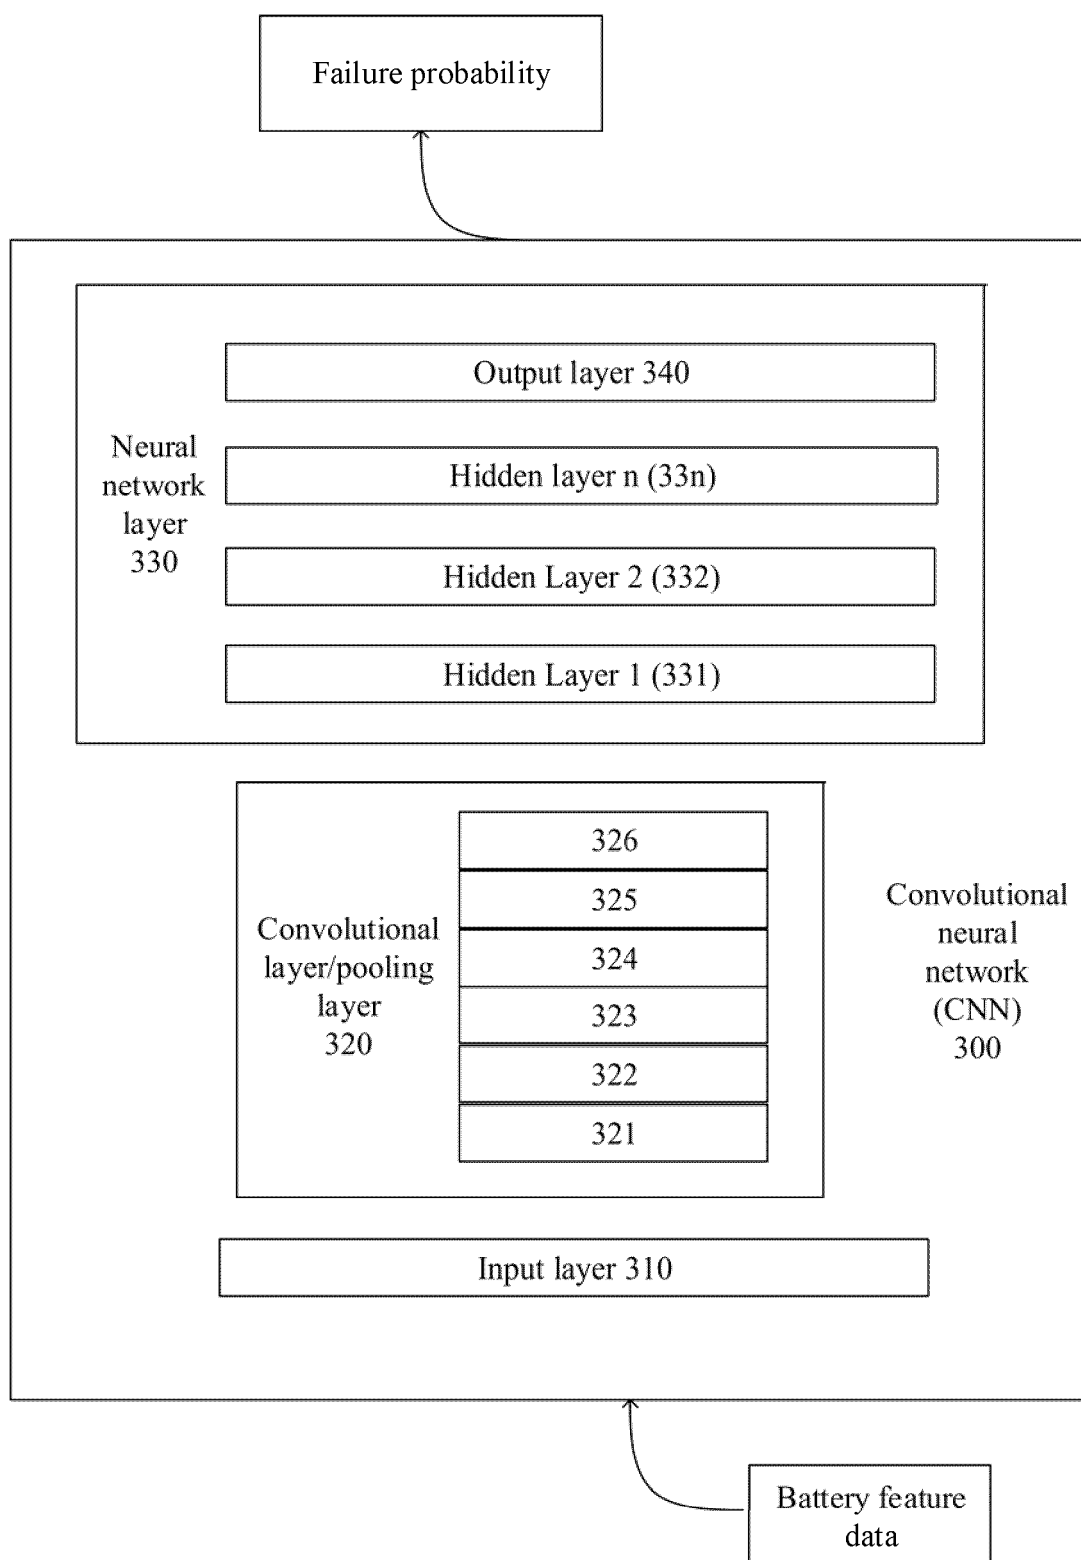 Failure probability
Output layer 340
Neural
network
layer
330
Hidden layer n (33n)
Hidden Layer 2 (332)
Hidden Layer 1 (331)
Convolutional
layer/pooling
layer
320
326
325
324
323
322
321
Convolutional
neural
network
(CNN)
300
Input layer 310
Battery feature
data